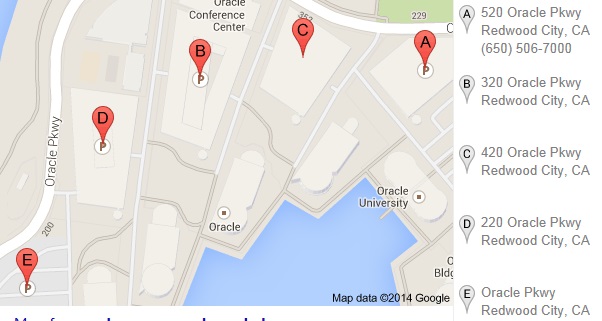 Oracle
Conference
Center
352
229
A
B
C
D
E
P
P
P
P
Oracle Pkwy
200
Oracle
Oracle
University
Map data ©2014 Google
A
520 Oracle Pkwy
Redwood City, CA
(650) 506-7000
B
320 Oracle Pkwy
Redwood City, CA
C
420 Oracle Pkwy
Redwood City, CA
D
220 Oracle Pkwy
Redwood City, CA
E
Oracle Pkwy
Redwood City, CA